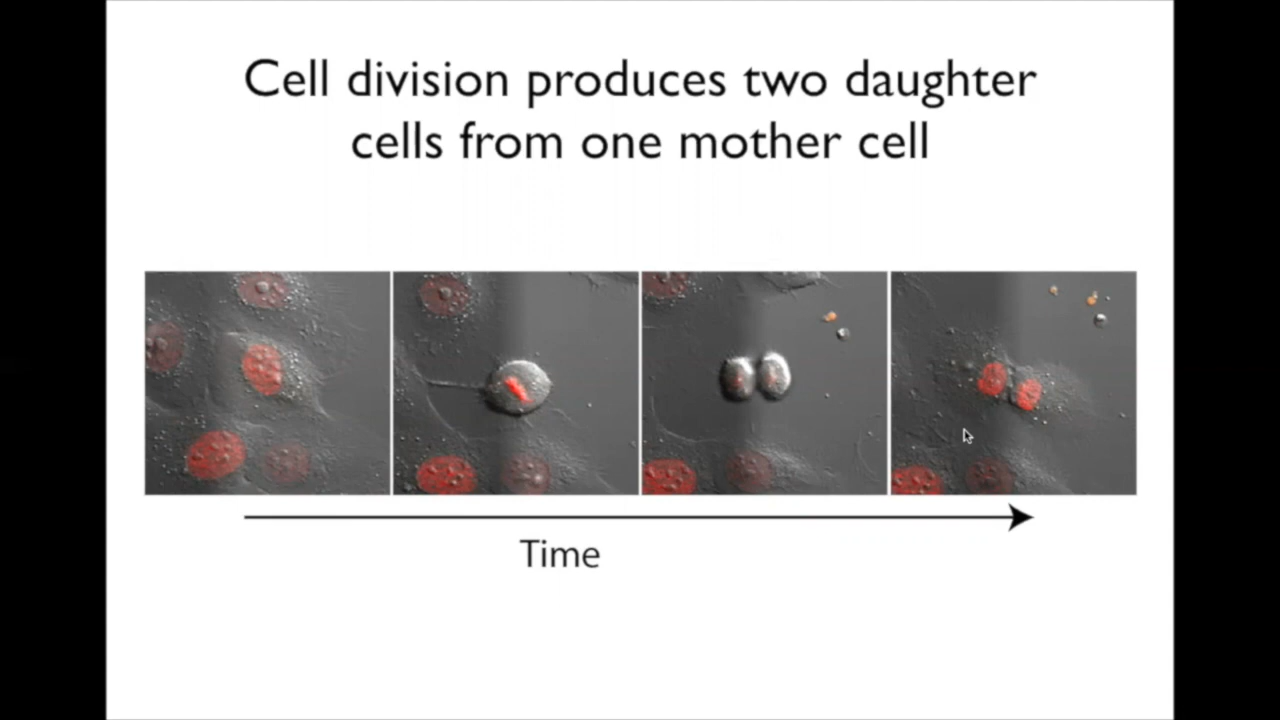 Cell division produces two daughter
cells from one mother cell
Time